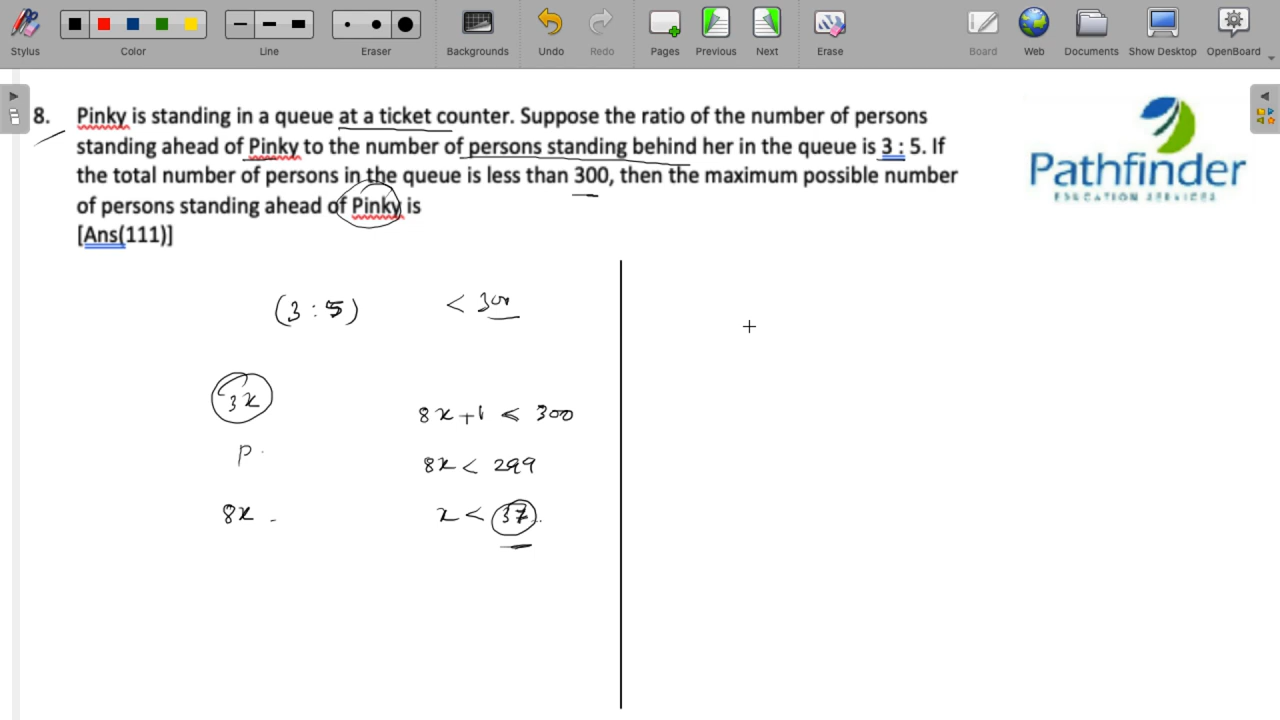 Stylus
Color
Line
Eraser
Backgrounds
Undo
Redo
Pages
Previous
Next
Erase
Board
Web
Documents
Show Desktop
OpenBoard
8. Pinky is standing in a queue at a ticket counter. Suppose the ratio of the number of persons
standing ahead of Pinky to the number of persons standing behind her in the queue is 3 : 5. If
the total number of persons in the queue is less than 300, then the maximum possible number
of persons standing ahead of Pinky is
[Ans(111)]
Pathfinder
EDUCATION SERVICES
(3 : 5) < 300
3x
8x + 1 < 300
P
8x < 299
8x
x < 37